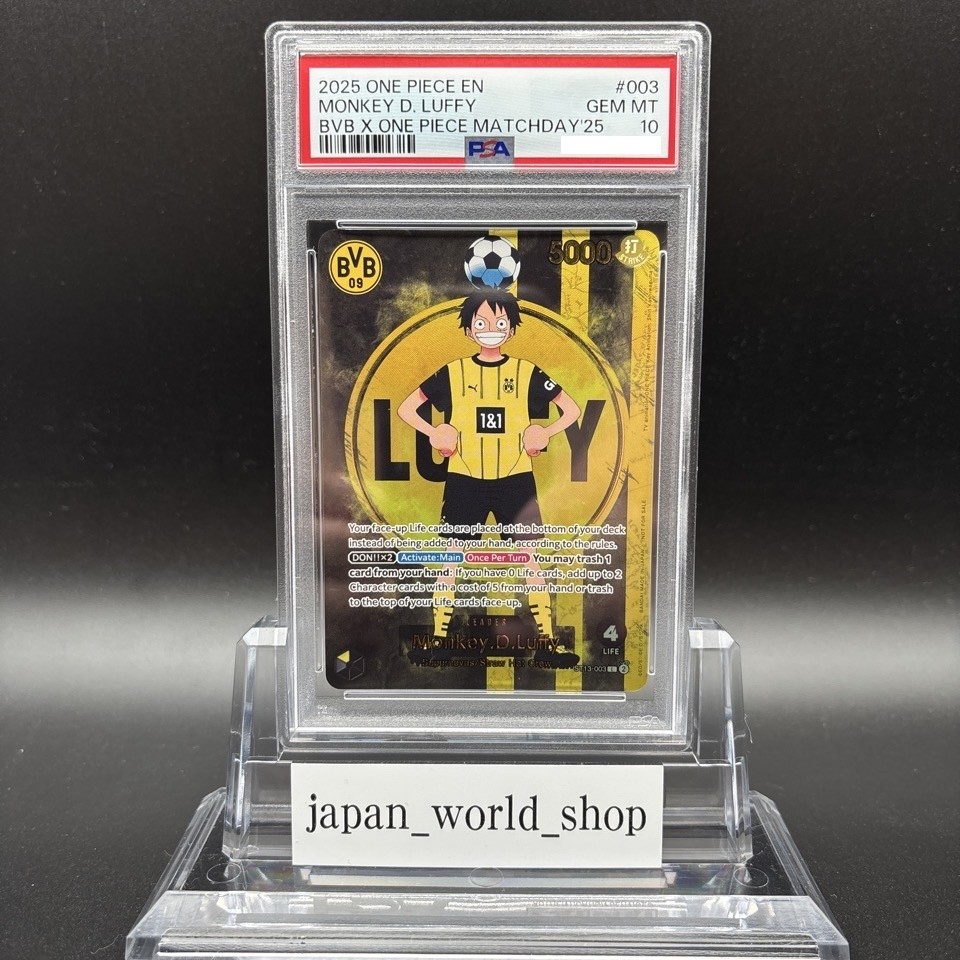 2025 ONE PIECE EN #003
MONKEY D. LUFFY GEM MT
BVB X ONE PIECE MATCHDAY'25 10
PSA
BVB
09
5000
打
STRIKE
LUFFY
1&1
Your face-up Life cards are placed at the bottom of your deck
instead of being added to your hand, according to the rules.
DON!!×2 Activate:Main Once Per Turn You may trash 1
card from your hand: If you have 0 Life cards, add up to 2
Character cards with a cost of 5 from your hand or trash
to the top of your Life cards face-up.
LEADER
Monkey.D.Luffy
4
LIFE
ST13-003
japan_world_shop